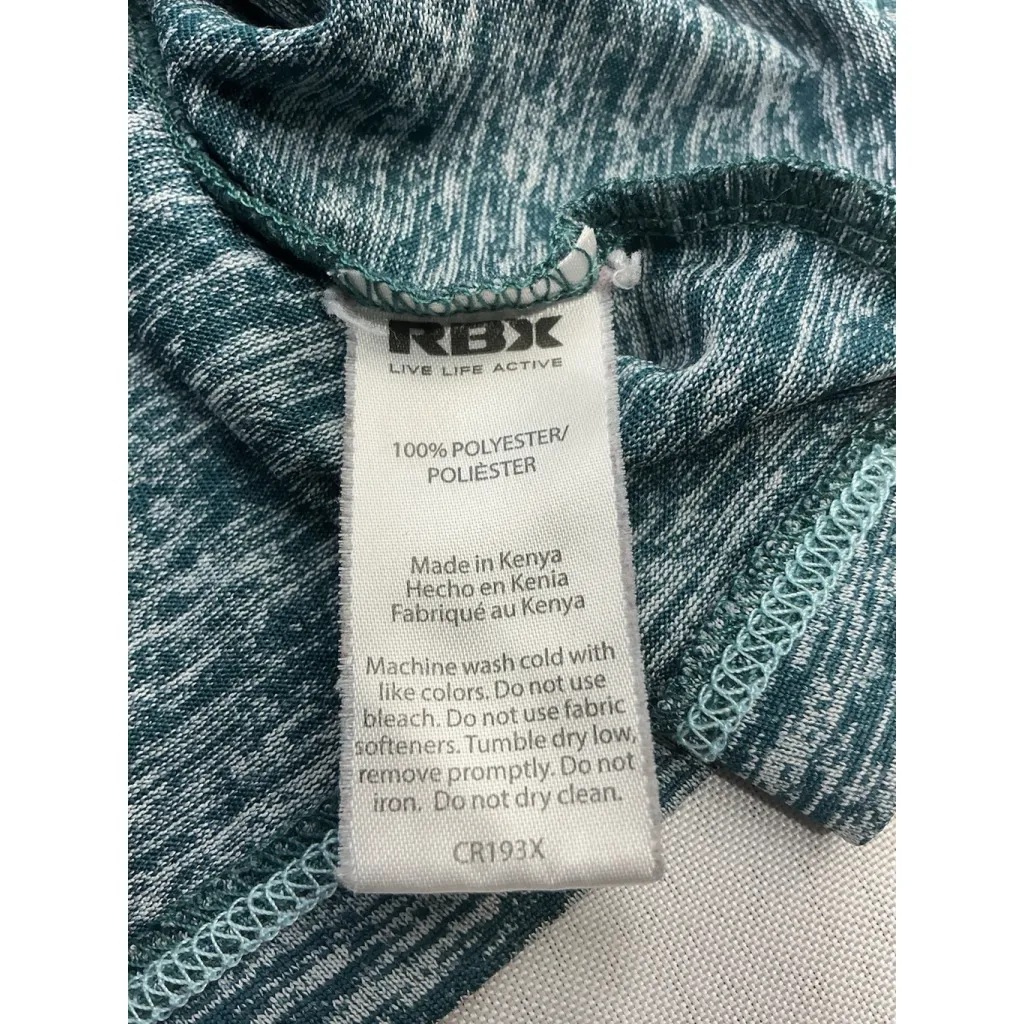 RBX
LIVE LIFE ACTIVE
100% POLYESTER/
POLIÈSTER
Made in Kenya
Hecho en Kenia
Fabriqué au Kenya
Machine wash cold with
like colors. Do not use
bleach. Do not use fabric
softeners. Tumble dry low,
remove promptly. Do not
iron. Do not dry clean.
CR193X